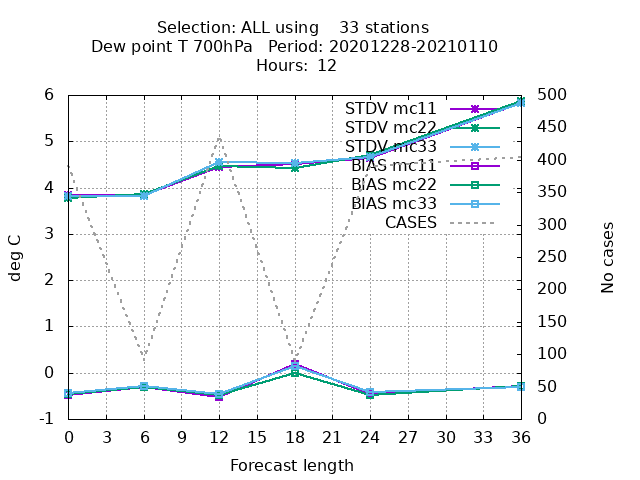 Selection: ALL using    33 stations
Dew point T 700hPa   Period: 20201228-20210110
Hours: 12
6
5
4
3
2
1
0
-1
deg C
STDV mc11
STDV mc22
STDV mc33
BIAS mc11
BIAS mc22
BIAS mc33
CASES
500
450
400
350
300
250
200
150
100
50
0
No cases
0 3 6 9 12 15 18 21 24 27 30 33 36
Forecast length